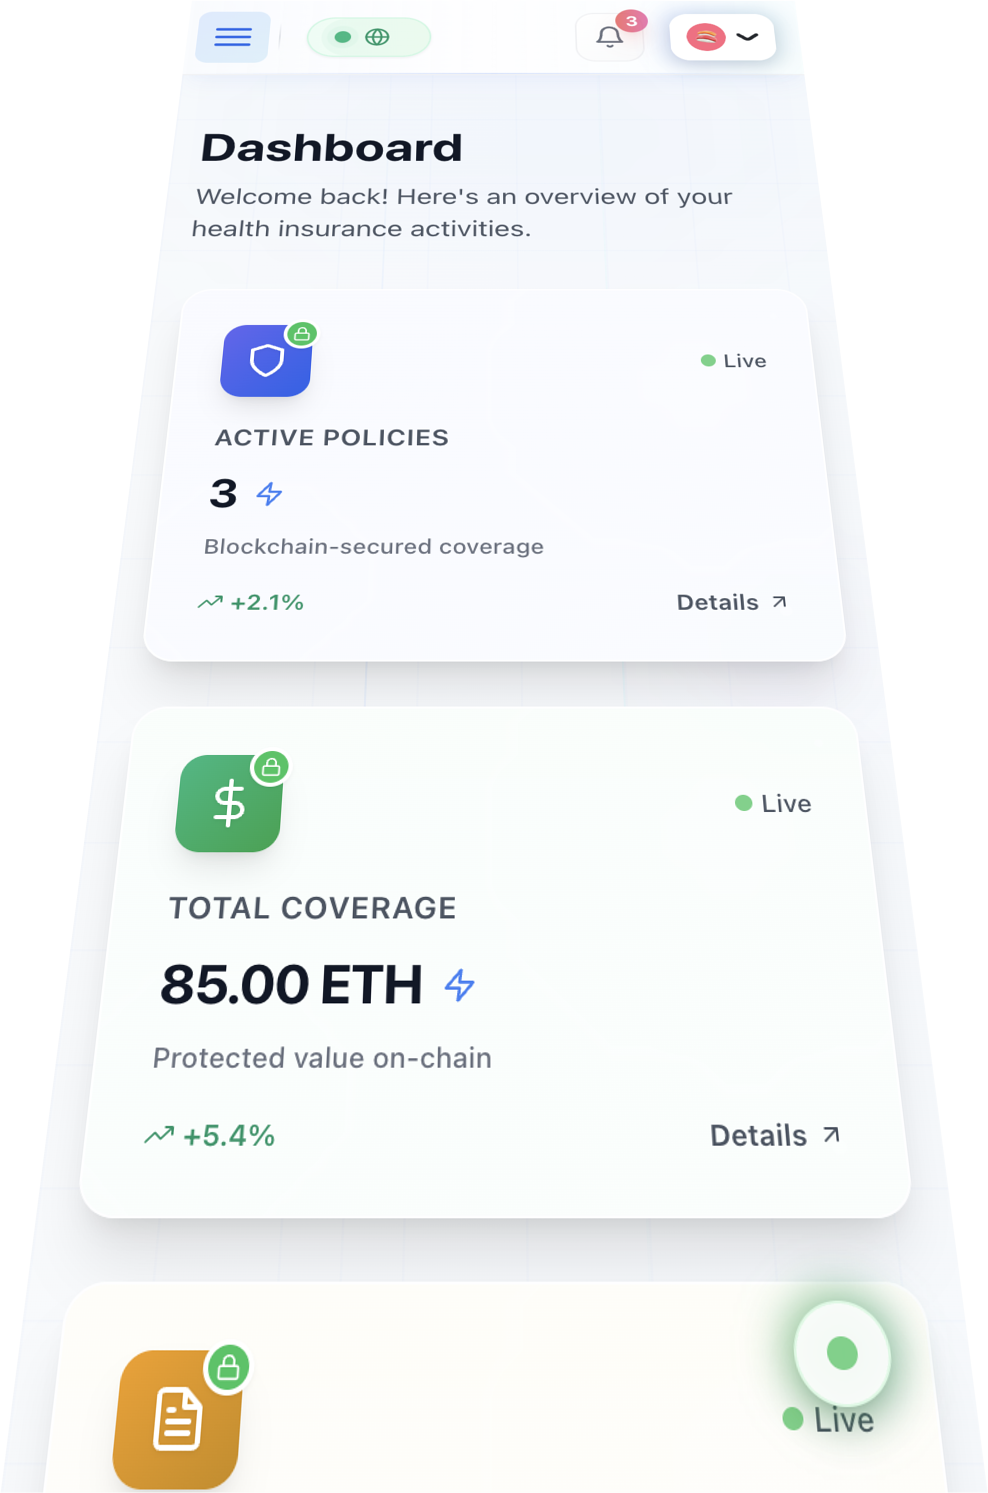 3
Dashboard
Welcome back! Here's an overview of your
health insurance activities.
Live
ACTIVE POLICIES
3
Blockchain-secured coverage
+2.1%
Details
Live
TOTAL COVERAGE
85.00 ETH
Protected value on-chain
+5.4%
Details
Live